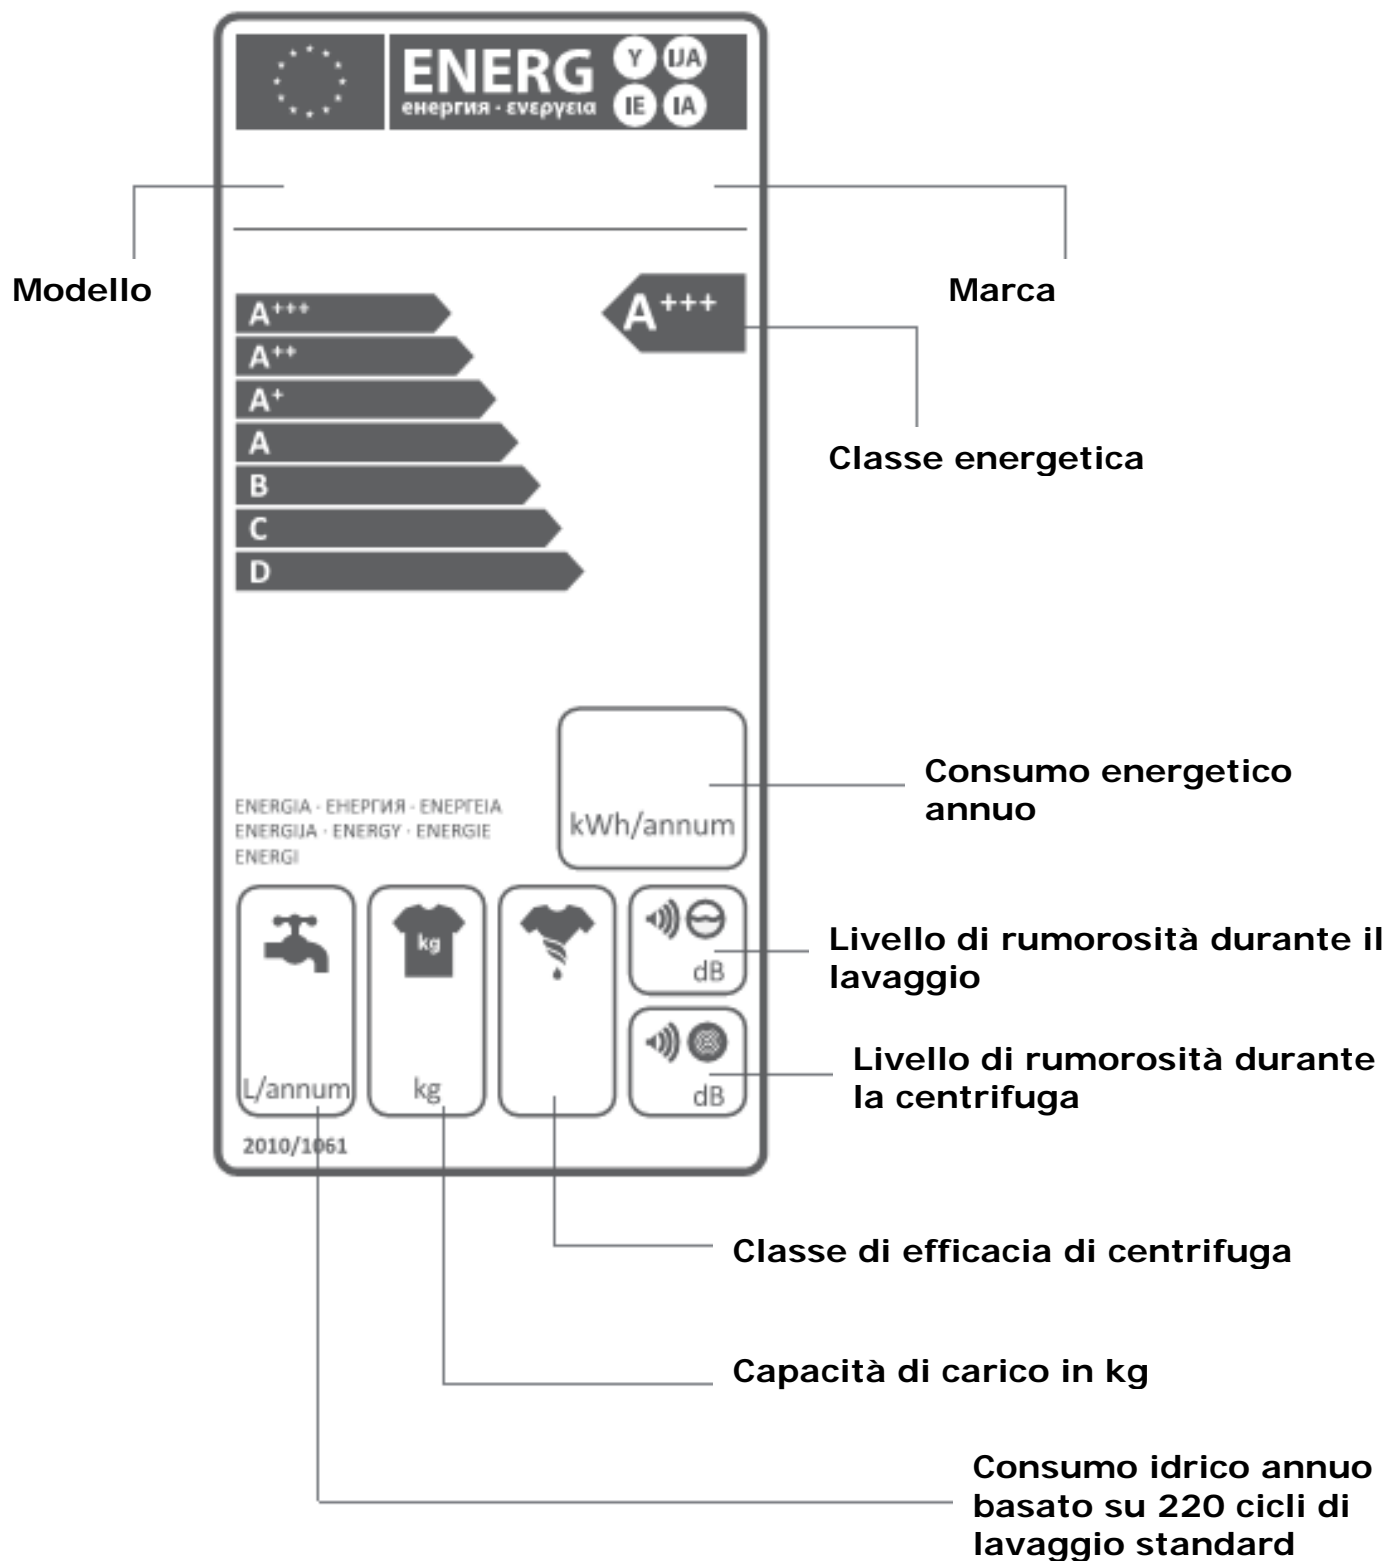 ENERG Y IJA
енергия · ενεργεια IE IA
Modello
Marca
A+++
A+++
A++
A+
A
B
C
D
Classe energetica
Consumo energetico
annuo
kWh/annum
ENERGIA · ЕНЕРГИЯ · ΕΝΕΡΓΕΙΑ
ENERGIJA · ENERGY · ENERGIE
ENERGI
kg
dB
Livello di rumorosità durante il
lavaggio
L/annum
kg
dB
Livello di rumorosità durante
la centrifuga
2010/1061
Classe di efficacia di centrifuga
Capacità di carico in kg
Consumo idrico annuo
basato su 220 cicli di
lavaggio standard